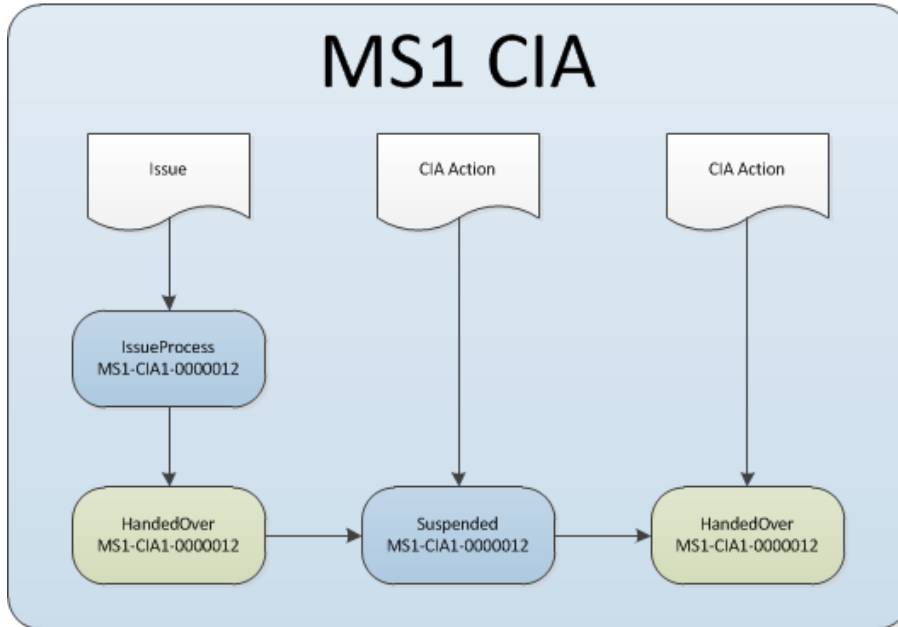 MS1 CIA
Issue
CIA Action
CIA Action
IssueProcess
MS1-CIA1-0000012
HandedOver
MS1-CIA1-0000012
Suspended
MS1-CIA1-0000012
HandedOver
MS1-CIA1-0000012